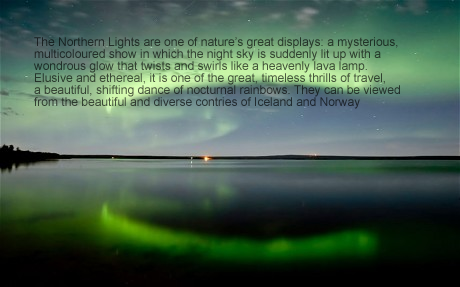 The Northern Lights are one of nature's great displays: a mysterious,
multicoloured show in which the night sky is suddenly lit up with a
wondrous glow that twists and swirls like a heavenly lava lamp.
Elusive and ethereal, it is one of the great, timeless thrills of travel,
a beautiful, shifting dance of nocturnal rainbows. They can be viewed
from the beautiful and diverse contries of Iceland and Norway